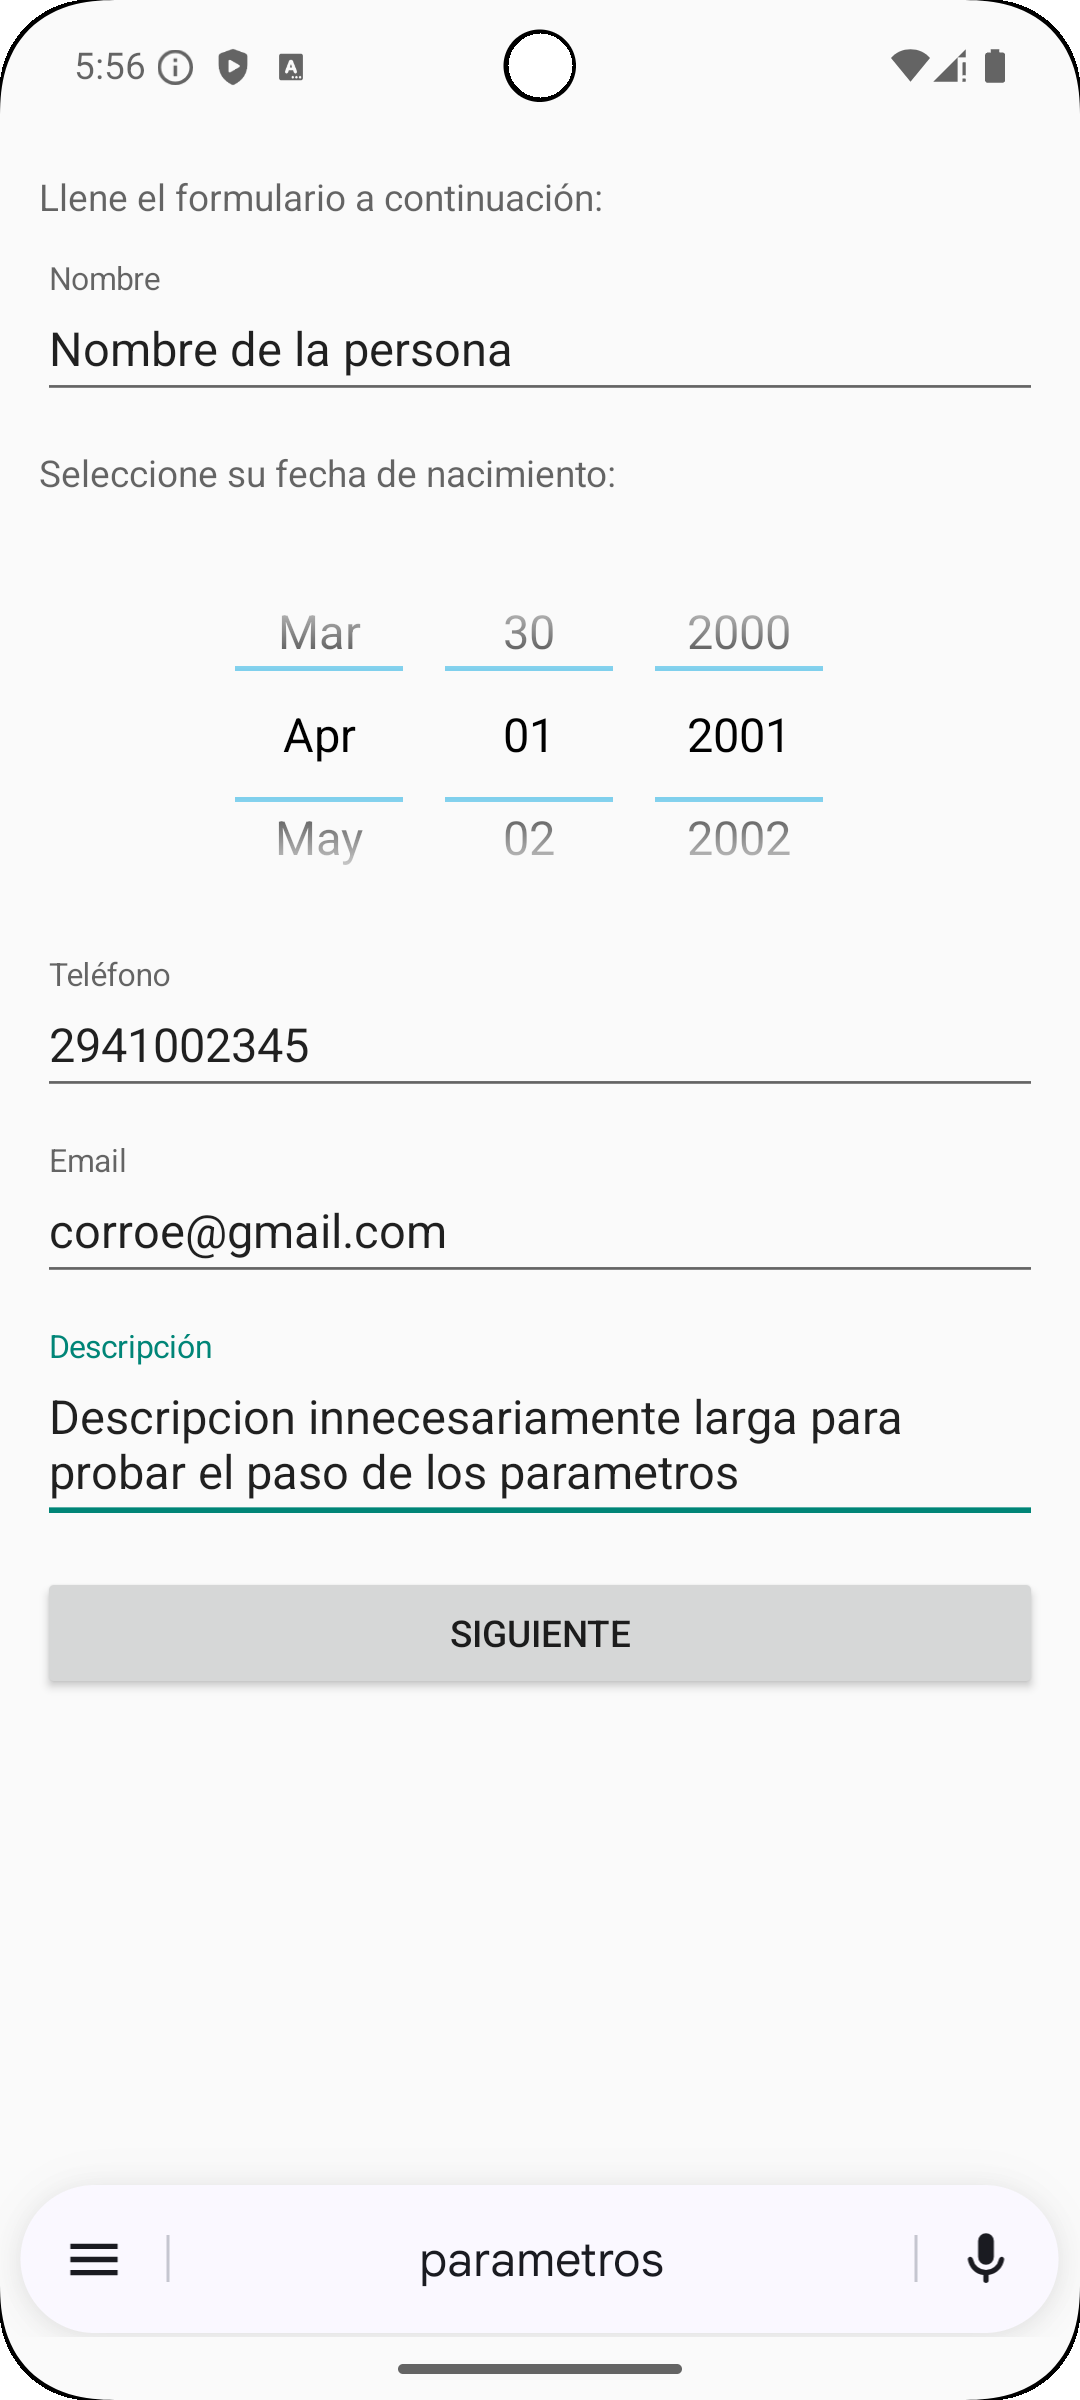 5:56
Llene el formulario a continuación:
Nombre
Nombre de la persona
Seleccione su fecha de nacimiento:
Mar 30 2000
Apr 01 2001
May 02 2002
Teléfono
2941002345
Email
corroe@gmail.com
Descripción
Descripcion innecesariamente larga para
probar el paso de los parametros
SIGUIENTE
parametros